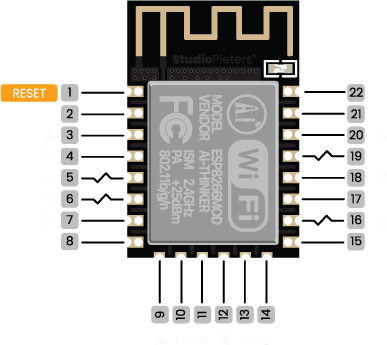 StudioPieters®
RESET
1
2
3
4
5
6
7
8
22
21
20
19
18
17
16
15
MODEL ESP8266MOD
VENDOR AI-THINKER
ISM 2.4GHz
PA +25dBm
802.11b/g/n
FC
Ai
WiFi
9
10
11
12
13
14